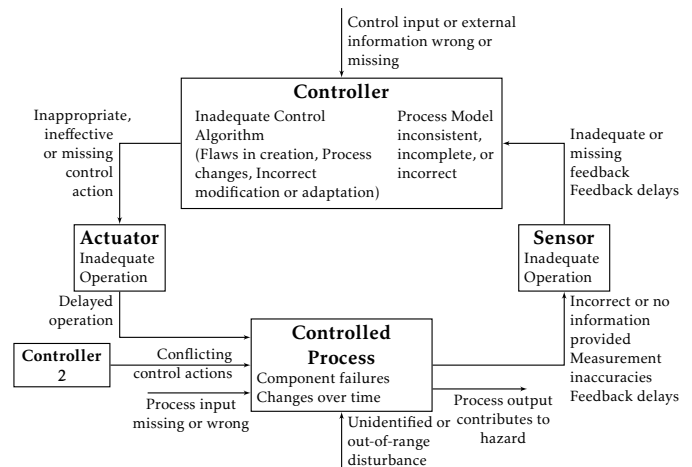 Control input or external
information wrong or
missing
Controller
Inadequate Control
Algorithm
(Flaws in creation, Process
changes, Incorrect
modification or adaptation)
Process Model
inconsistent,
incomplete, or
incorrect
Inappropriate,
ineffective
or missing
control
action
Inadequate or
missing
feedback
Feedback delays
Actuator
Inadequate
Operation
Sensor
Inadequate
Operation
Delayed
operation
Controlled
Process
Component failures
Changes over time
Incorrect or no
information
provided
Measurement
inaccuracies
Feedback delays
Controller
2
Conflicting
control actions
Process input
missing or wrong
Unidentified or
out-of-range
disturbance
Process output
contributes to
hazard